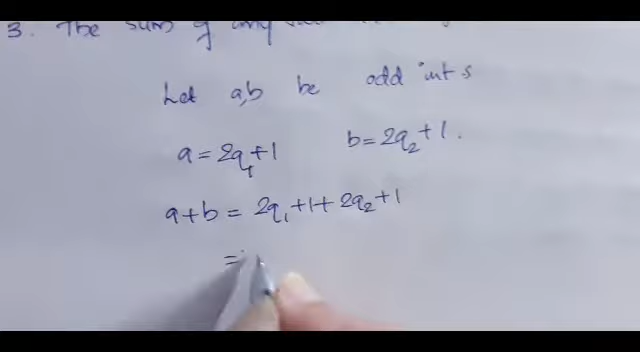 3. The sum of any
Let a,b be odd ints
a = 2q₁+1 b = 2q₂+1.
a+b = 2q₁+1+2q₂+1
=